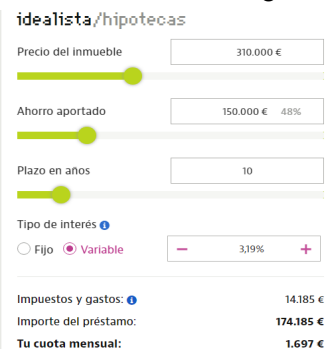 idealista/hipotecas
Precio del inmueble 310.000 €
Ahorro aportado 150.000 € 48%
Plazo en años 10
Tipo de interés
Fijo Variable − 3,19% +
Impuestos y gastos: 14.185 €
Importe del préstamo: 174.185 €
Tu cuota mensual: 1.697 €